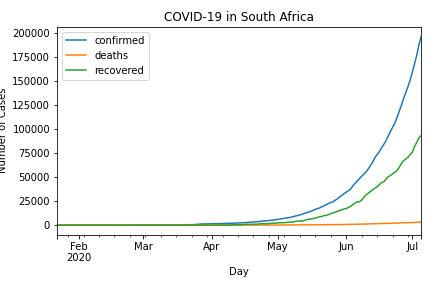 COVID-19 in South Africa
confirmed
deaths
recovered
200000
175000
150000
125000
100000
75000
50000
25000
0
Number of Cases
Feb
2020
Mar
Apr
May
Jun
Jul
Day